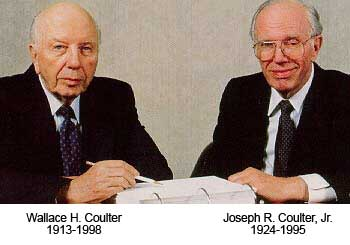 Wallace H. Coulter
1913-1998
Joseph R. Coulter, Jr.
1924-1995